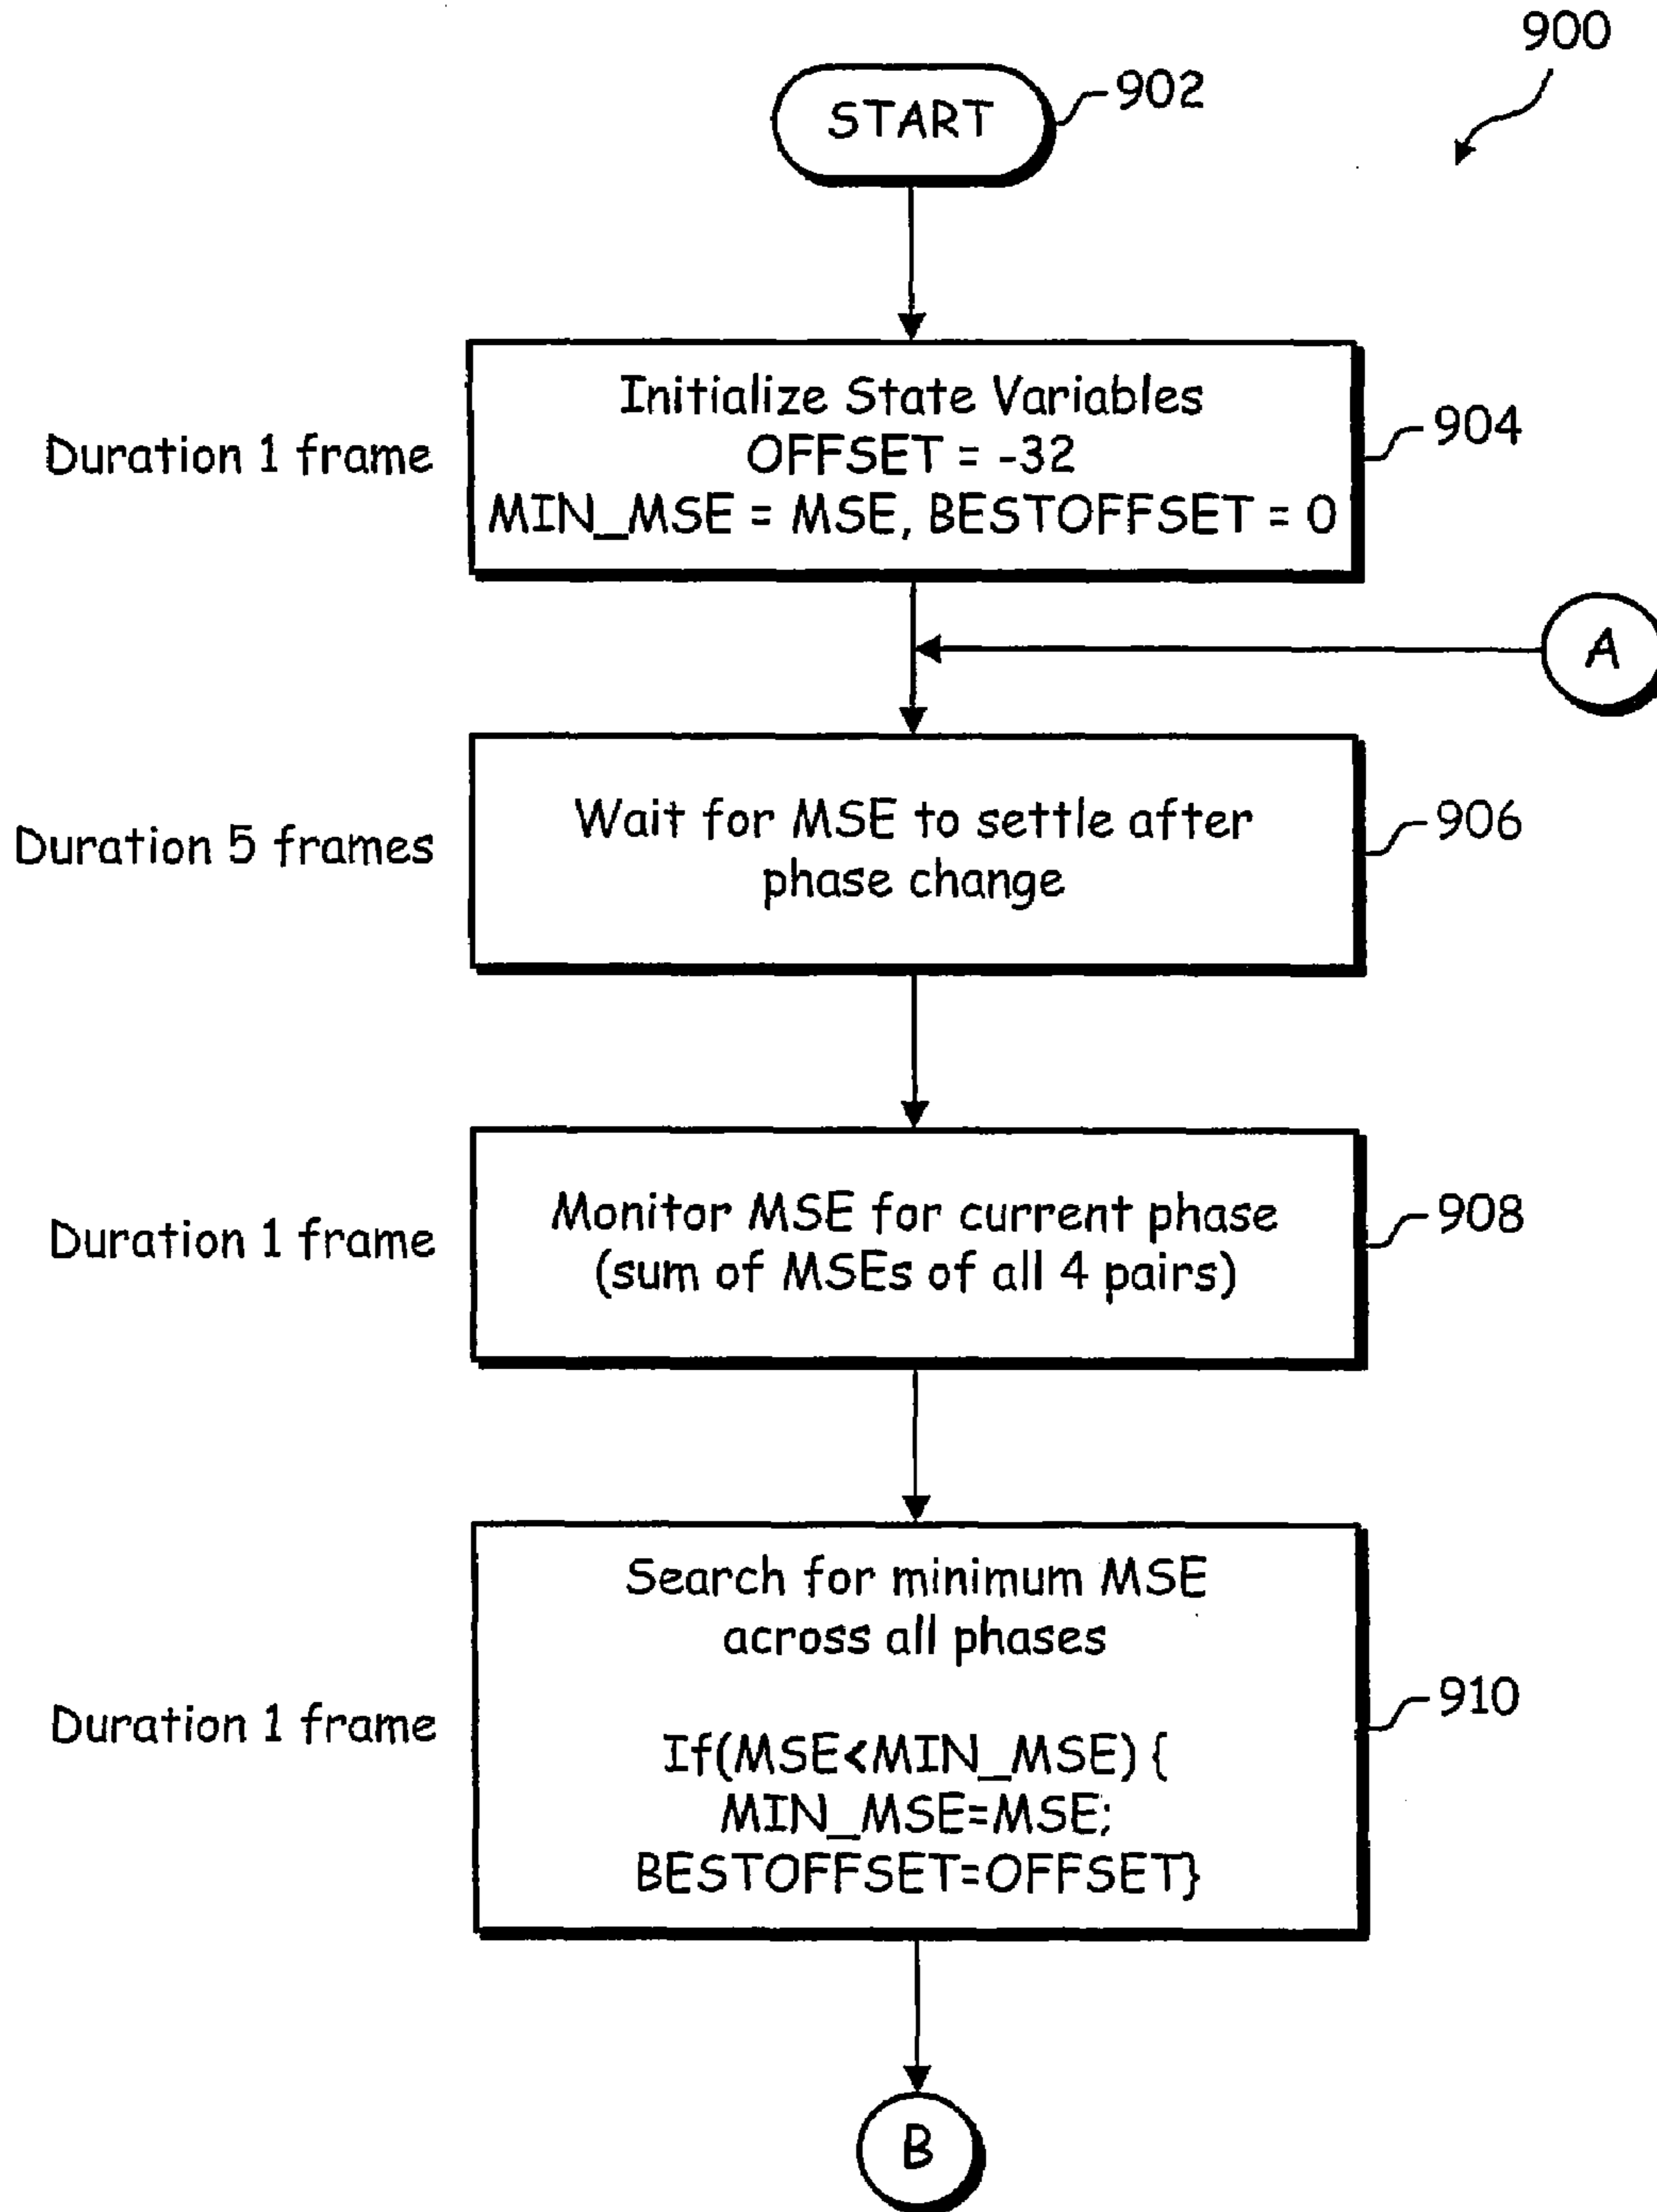 900
START
902
Duration 1 frame
Initialize State Variables
OFFSET = -32
MIN_MSE = MSE, BESTOFFSET = 0
904
A
Duration 5 frames
Wait for MSE to settle after
phase change
906
Duration 1 frame
Monitor MSE for current phase
(sum of MSEs of all 4 pairs)
908
Duration 1 frame
Search for minimum MSE
across all phases
If(MSE<MIN_MSE) {
MIN_MSE=MSE;
BESTOFFSET=OFFSET}
910
B